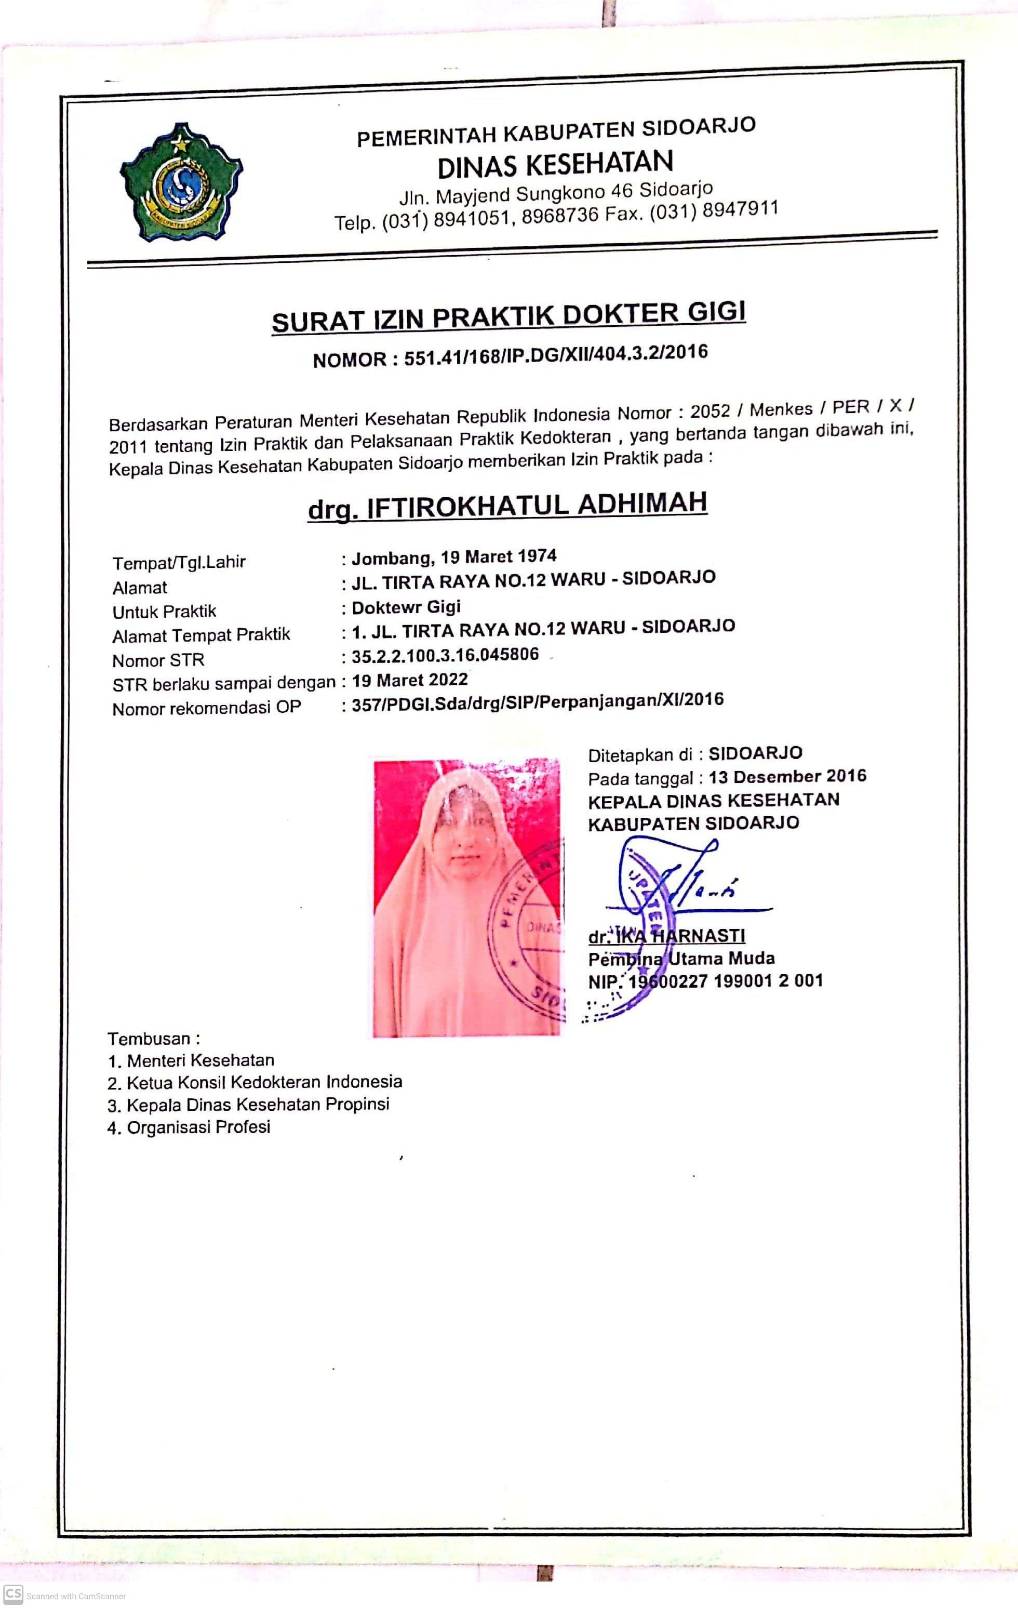 PEMERINTAH KABUPATEN SIDOARJO
DINAS KESEHATAN
Jln. Mayjend Sungkono 46 Sidoarjo
Telp. (031) 8941051, 8968736 Fax. (031) 8947911
SURAT IZIN PRAKTIK DOKTER GIGI
NOMOR : 551.41/168/IP.DG/XII/404.3.2/2016
Berdasarkan Peraturan Menteri Kesehatan Republik Indonesia Nomor : 2052 / Menkes / PER / X /
2011 tentang Izin Praktik dan Pelaksanaan Praktik Kedokteran , yang bertanda tangan dibawah ini,
Kepala Dinas Kesehatan Kabupaten Sidoarjo memberikan Izin Praktik pada :
drg. IFTIROKHATUL ADHIMAH
Tempat/Tgl.Lahir : Jombang, 19 Maret 1974
Alamat : JL. TIRTA RAYA NO.12 WARU - SIDOARJO
Untuk Praktik : Doktewr Gigi
Alamat Tempat Praktik : 1. JL. TIRTA RAYA NO.12 WARU - SIDOARJO
Nomor STR : 35.2.2.100.3.16.045806
STR berlaku sampai dengan : 19 Maret 2022
Nomor rekomendasi OP : 357/PDGI.Sda/drg/SIP/Perpanjangan/XI/2016
Ditetapkan di : SIDOARJO
Pada tanggal : 13 Desember 2016
KEPALA DINAS KESEHATAN
KABUPATEN SIDOARJO
dr. IKA HARNASTI
Pembina Utama Muda
NIP. 19600227 199001 2 001
Tembusan :
1. Menteri Kesehatan
2. Ketua Konsil Kedokteran Indonesia
3. Kepala Dinas Kesehatan Propinsi
4. Organisasi Profesi
CS Scanned with CamScanner